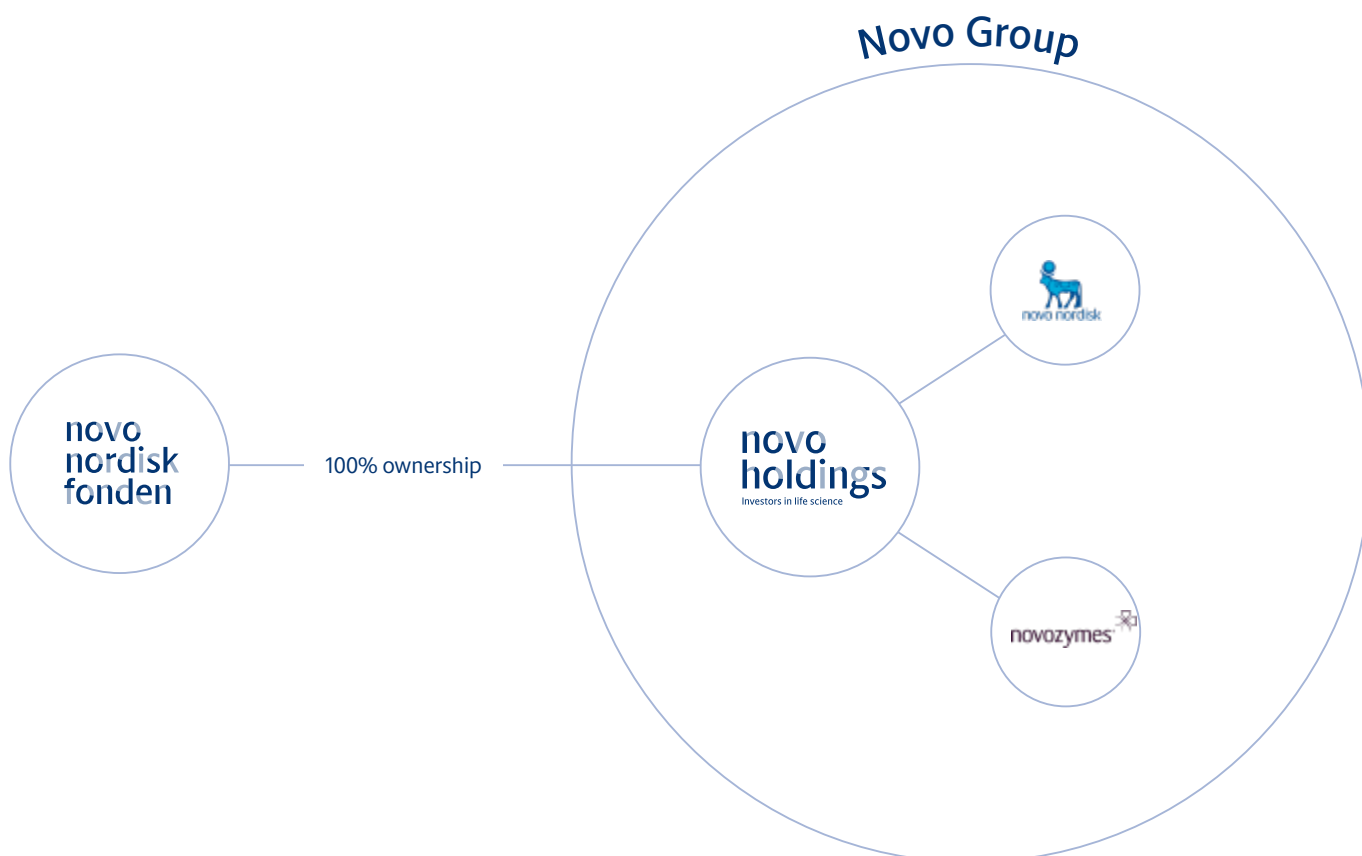 Novo Group
novo nordisk
novo
nordisk
fonden
100% ownership
novo
holdings
Investors in life science
novozymes